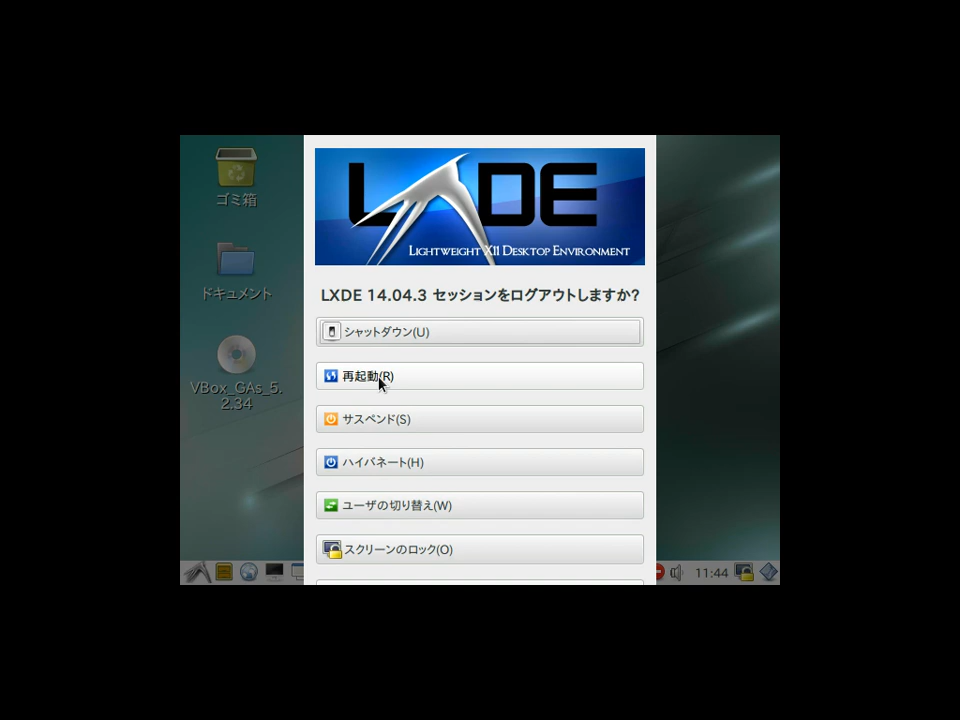 ゴミ箱
ドキュメント
VBox_GAs_5.
2.34
LXDE
LIGHTWEIGHT X11 DESKTOP ENVIRONMENT
LXDE 14.04.3 セッションをログアウトしますか?
シャットダウン(U)
再起動(R)
サスペンド(S)
ハイバネート(H)
ユーザの切り替え(W)
スクリーンのロック(O)
11:44